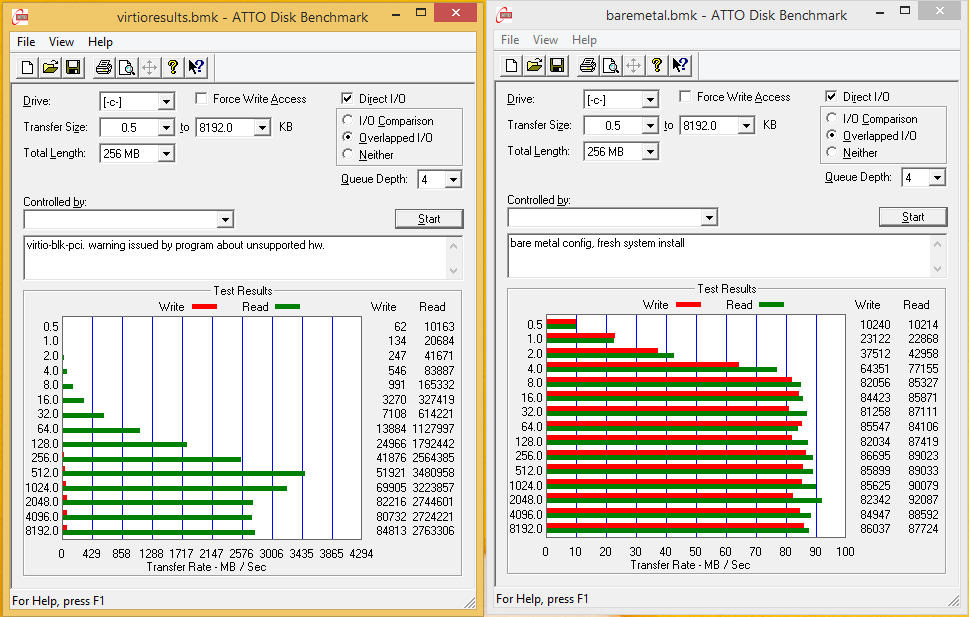 virtioresults.bmk - ATTO Disk Benchmark
File View Help
Drive: [-c-] Force Write Access Direct I/O
Transfer Size: 0.5 to 8192.0 KB
I/O Comparison
Overlapped I/O
Total Length: 256 MB
Neither
Queue Depth: 4
Controlled by:
Start
virtio-blk-pci. warning issued by program about unsupported hw.
Test Results
Write Read Write Read
0.5 62 10163
1.0 134 20684
2.0 247 41671
4.0 546 83887
8.0 991 165332
16.0 3270 327419
32.0 7108 614221
64.0 13884 1127997
128.0 24966 1792442
256.0 41876 2564385
512.0 51921 3480958
1024.0 69905 3223857
2048.0 82216 2744601
4096.0 80732 2724221
8192.0 84813 2763306
0 429 858 1288 1717 2147 2576 3006 3435 3865 4294
Transfer Rate - MB / Sec
For Help, press F1
baremetal.bmk - ATTO Disk Benchmark
File View Help
Drive: [-c-] Force Write Access Direct I/O
Transfer Size: 0.5 to 8192.0 KB
I/O Comparison
Overlapped I/O
Total Length: 256 MB
Neither
Queue Depth: 4
Controlled by:
Start
bare metal config, fresh system install
Test Results
Write Read Write Read
0.5 10240 10214
1.0 23122 22868
2.0 37512 42958
4.0 64351 77155
8.0 82056 85327
16.0 84423 85871
32.0 81258 87111
64.0 85547 84106
128.0 82034 87419
256.0 86695 89023
512.0 85899 89033
1024.0 85625 90079
2048.0 82342 92087
4096.0 84947 88592
8192.0 86037 87724
0 10 20 30 40 50 60 70 80 90 100
Transfer Rate - MB / Sec
For Help, press F1